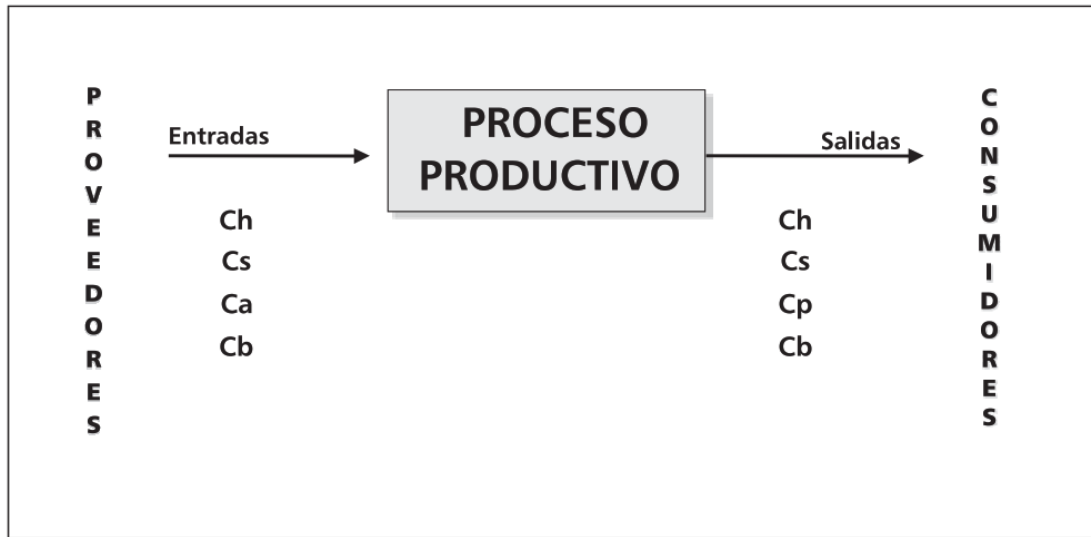 PROVEEDORES
Entradas
Ch
Cs
Ca
Cb
PROCESO
PRODUCTIVO
Salidas
Ch
Cs
Cp
Cb
CONSUMIDORES